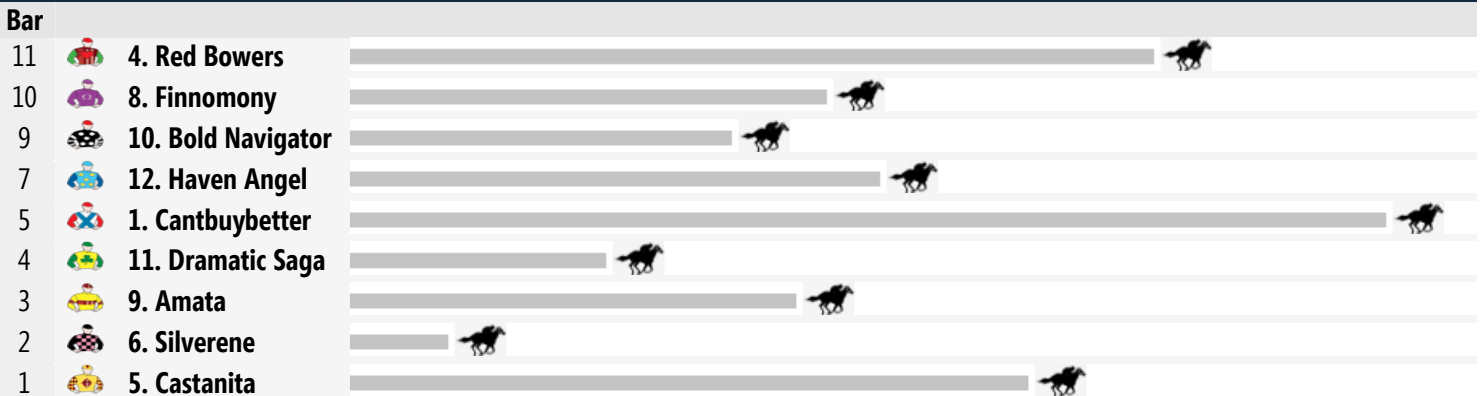 Bar
11 4. Red Bowers
10 8. Finnomony
9 10. Bold Navigator
7 12. Haven Angel
5 1. Cantbuybetter
4 11. Dramatic Saga
3 9. Amata
2 6. Silverene
1 5. Castanita